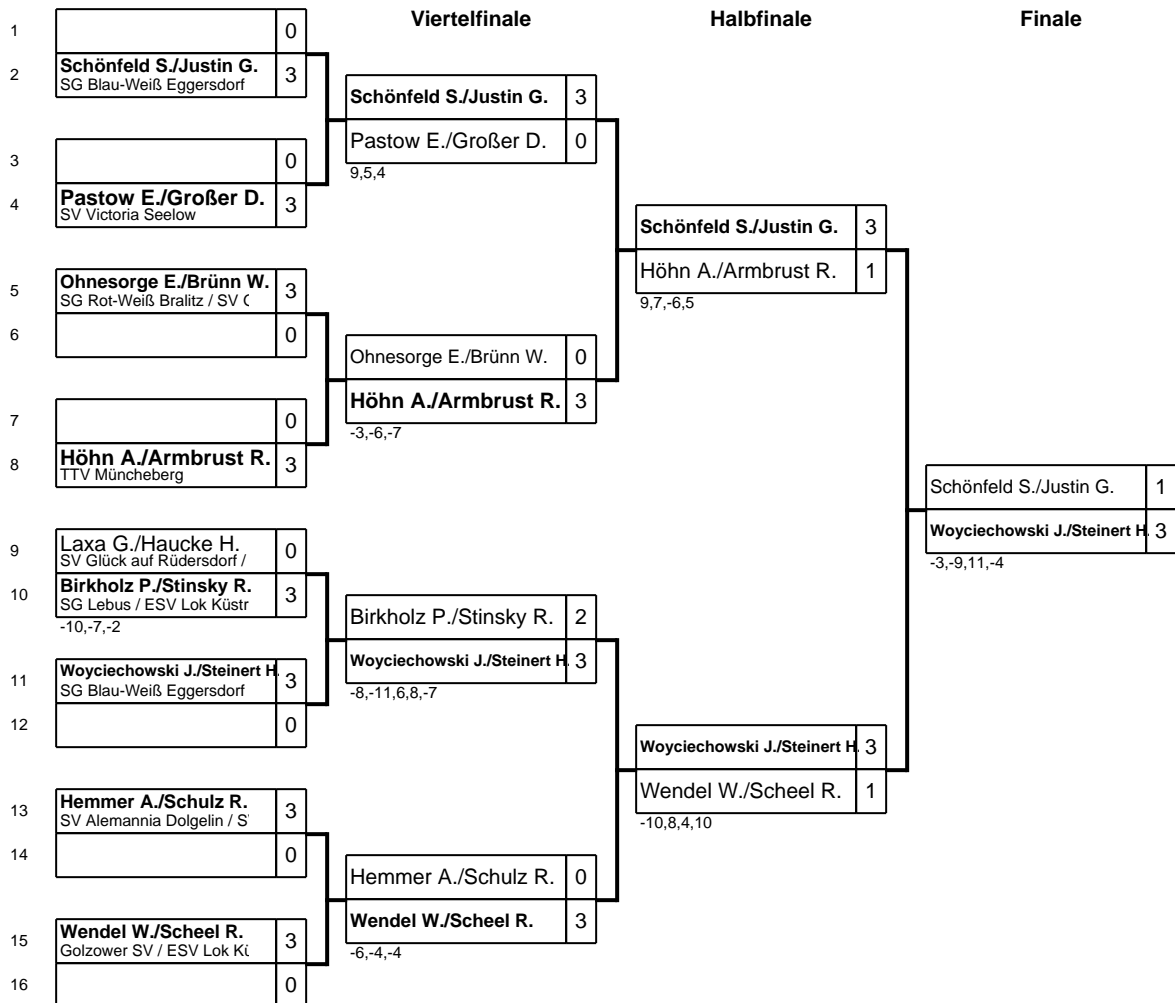 Viertelfinale Halbfinale Finale
1 0
2 Schönfeld S./Justin G. 3
SG Blau-Weiß Eggersdorf
3 0
4 Pastow E./Großer D. 3
SV Victoria Seelow
5 Ohnesorge E./Brünn W. 3
SG Rot-Weiß Bralitz / SV
6 0
7 0
8 Höhn A./Armbrust R. 3
TTV Müncheberg
9 Laxa G./Haucke H. 0
SV Glück auf Rüdersdorf /
10 Birkholz P./Stinsky R. 3
SG Lebus / ESV Lok Küstr
-10,-7,-2
11 Woyciechowski J./Steinert H. 3
SG Blau-Weiß Eggersdorf
12 0
13 Hemmer A./Schulz R. 3
SV Alemannia Dolgelin / S
14 0
15 Wendel W./Scheel R. 3
Golzower SV / ESV Lok Kü
16 0
Schönfeld S./Justin G. 3
Pastow E./Großer D. 0
9,5,4
Ohnesorge E./Brünn W. 0
Höhn A./Armbrust R. 3
-3,-6,-7
Birkholz P./Stinsky R. 2
Woyciechowski J./Steinert H. 3
-8,-11,6,8,-7
Hemmer A./Schulz R. 0
Wendel W./Scheel R. 3
-6,-4,-4
Schönfeld S./Justin G. 3
Höhn A./Armbrust R. 1
9,7,-6,5
Woyciechowski J./Steinert H. 3
Wendel W./Scheel R. 1
-10,8,4,10
Schönfeld S./Justin G. 1
Woyciechowski J./Steinert H. 3
-3,-9,11,-4